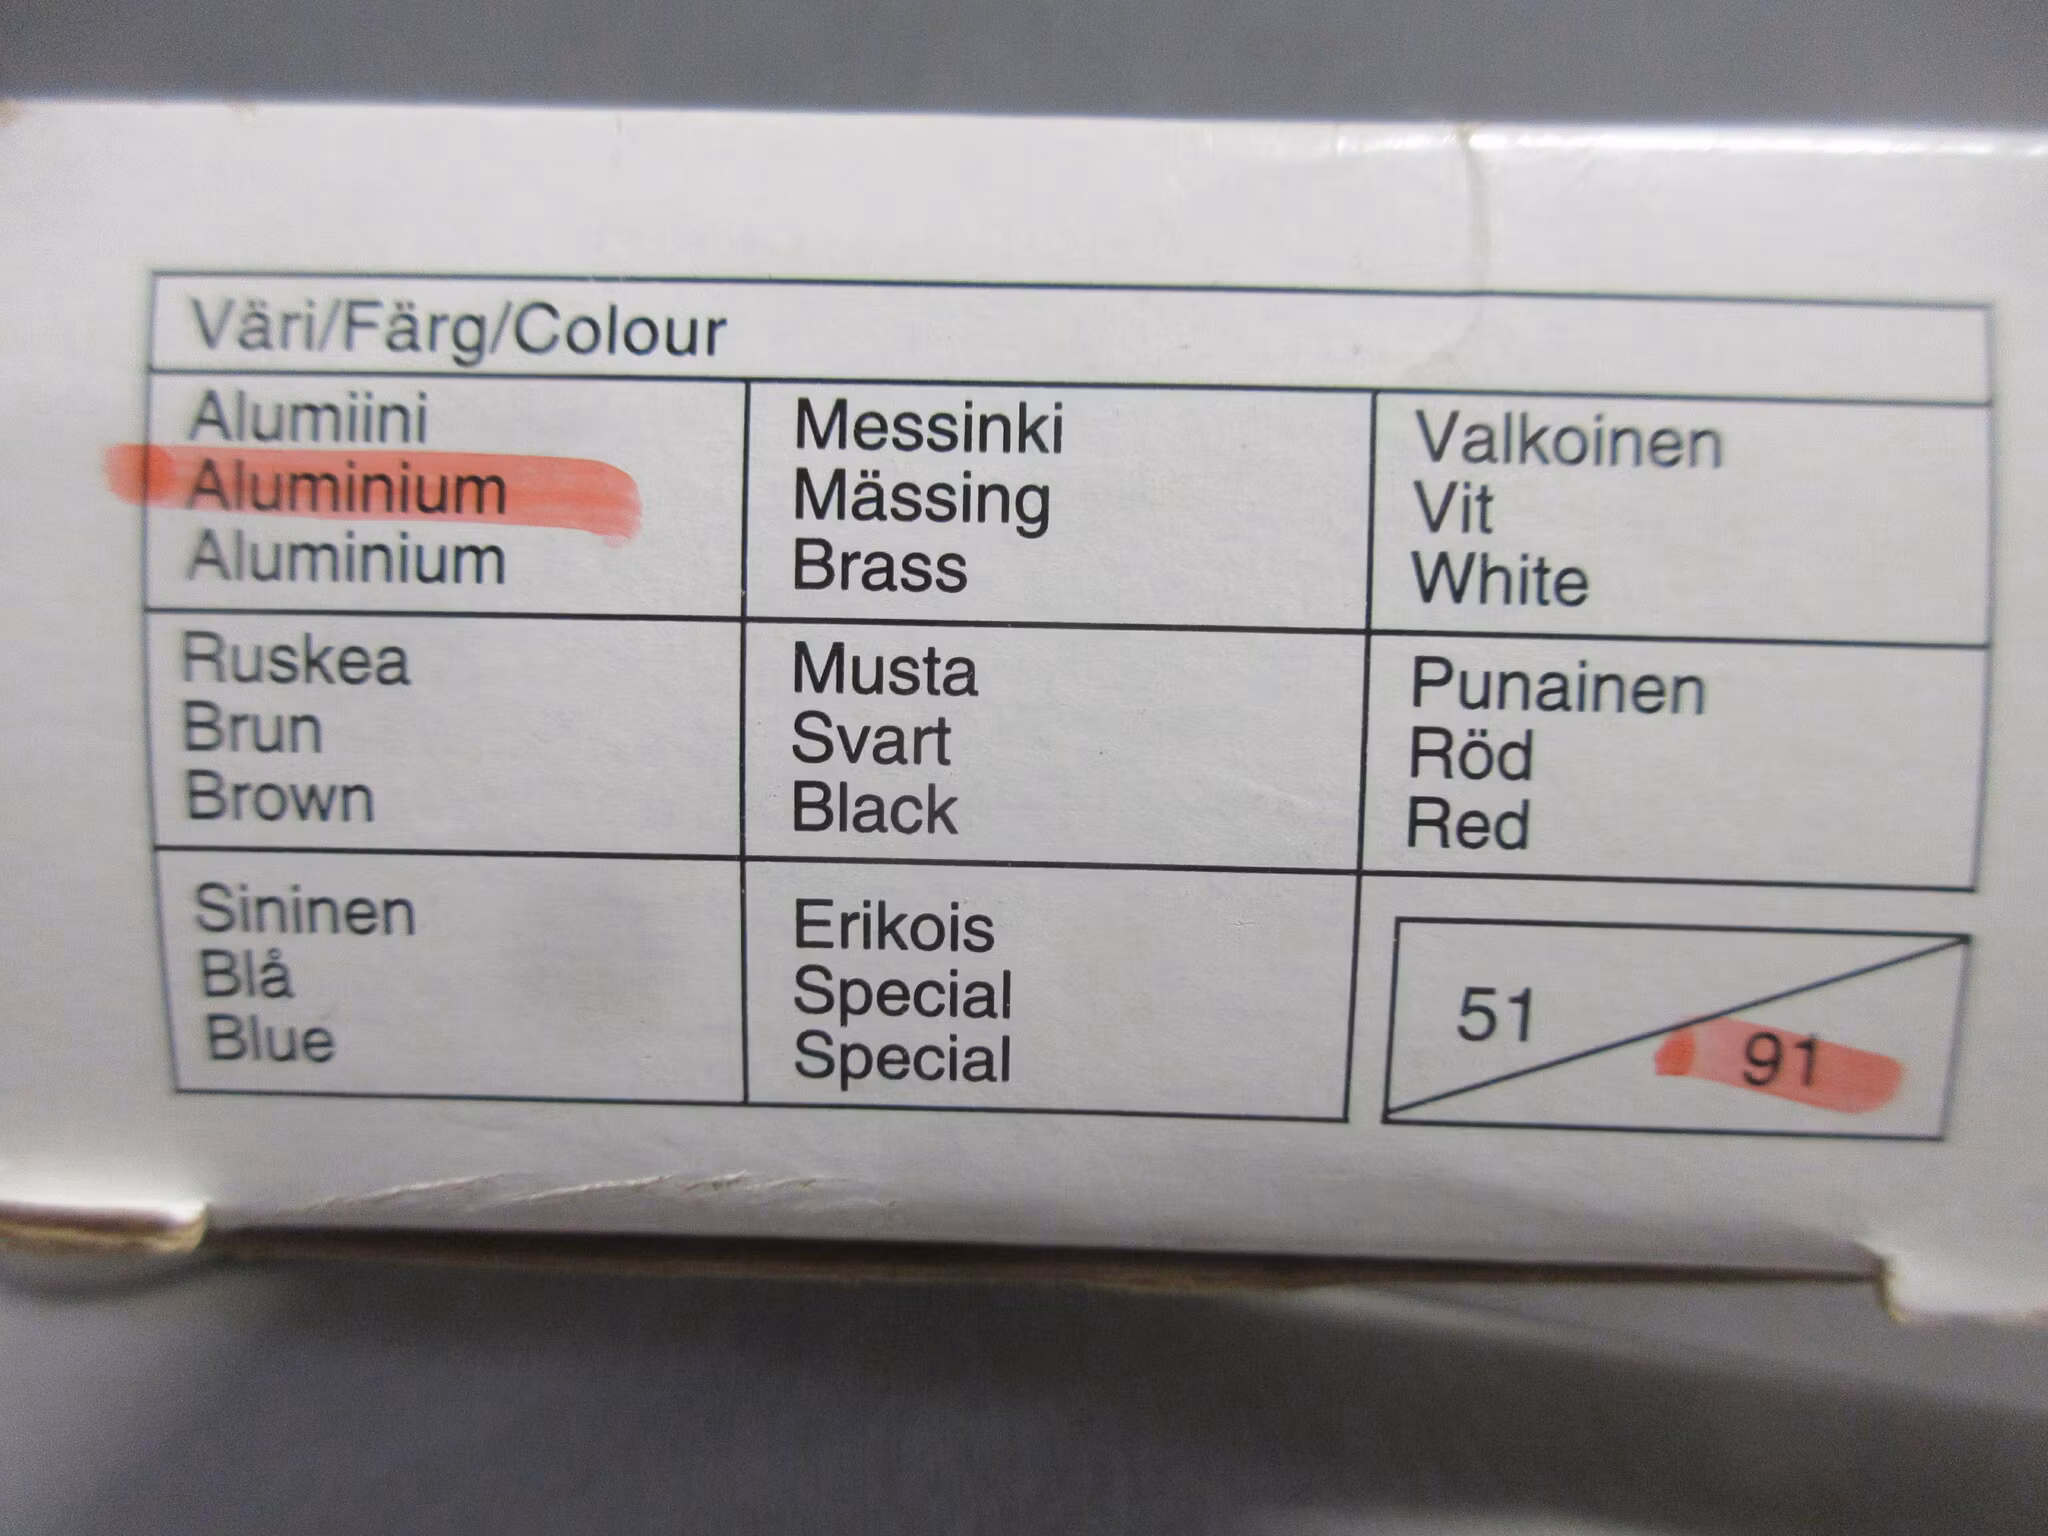 Väri/Färg/Colour
Alumiini
Aluminium
Aluminium
Messinki
Mässing
Brass
Valkoinen
Vit
White
Ruskea
Brun
Brown
Musta
Svart
Black
Punainen
Röd
Red
Sininen
Blå
Blue
Erikois
Special
Special
51
91